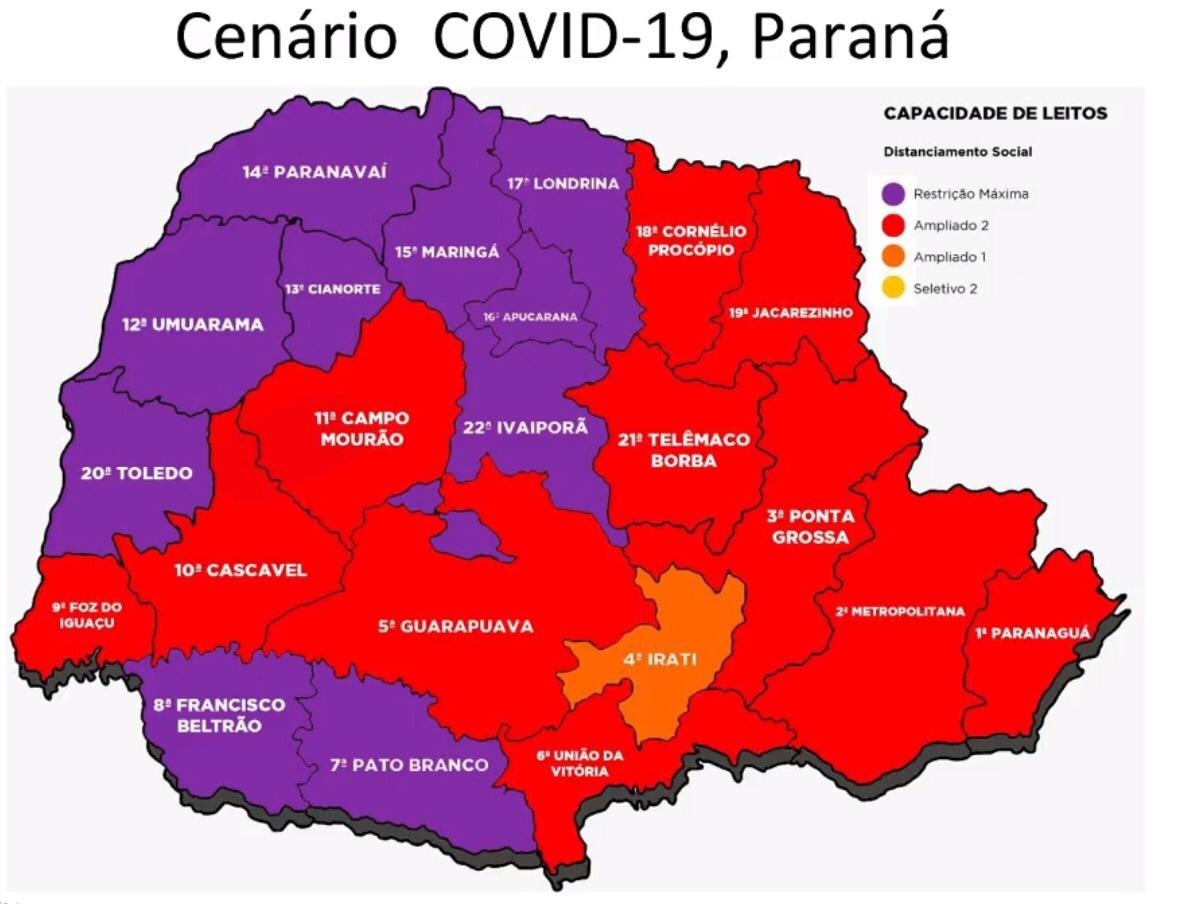 Cenário COVID-19, Paraná
CAPACIDADE DE LEITOS
Distanciamento Social
Restrição Máxima
Ampliado 2
Ampliado 1
Seletivo 2
14ª PARANAVAÍ
17ª LONDRINA
18ª CORNÉLIO
PROCÓPIO
15ª MARINGÁ
13ª CIANORTE
16ª APUCARANA
19ª JACAREZINHO
12ª UMUARAMA
11ª CAMPO
MOURÃO
22ª IVAIPORÃ
21ª TELÊMACO
BORBA
20ª TOLEDO
3ª PONTA
GROSSA
10ª CASCAVEL
9ª FOZ DO
IGUAÇU
5ª GUARAPUAVA
2ª METROPOLITANA
1ª PARANAGUÁ
4ª IRATI
8ª FRANCISCO
BELTRÃO
7ª PATO BRANCO
6ª UNIÃO DA
VITÓRIA